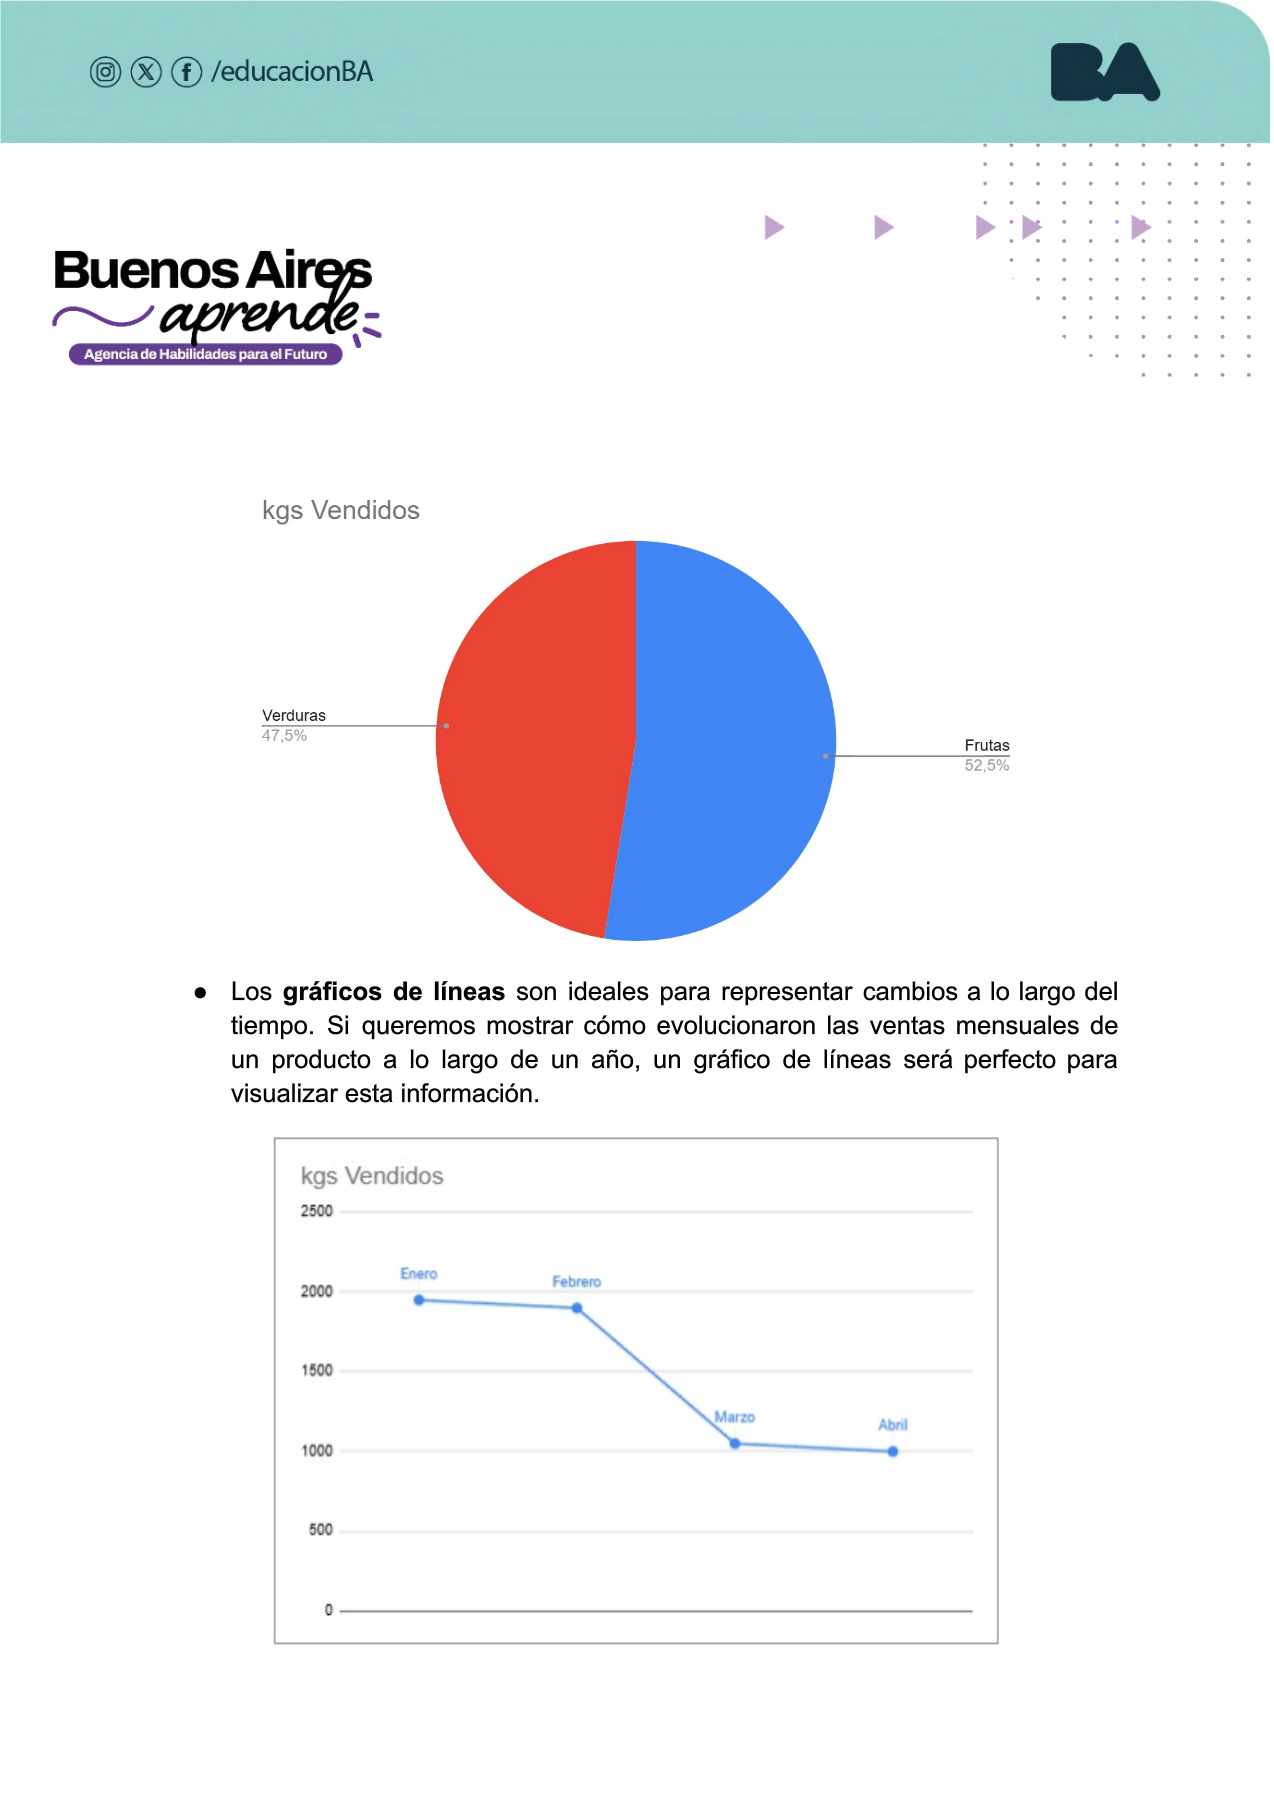 /educacionBA
BA
Buenos Aires
aprende
Agencia de Habilidades para el Futuro
kgs Vendidos
Verduras
47,5%
Frutas
52,5%
● Los gráficos de líneas son ideales para representar cambios a lo largo del
tiempo. Si queremos mostrar cómo evolucionaron las ventas mensuales de
un producto a lo largo de un año, un gráfico de líneas será perfecto para
visualizar esta información.
kgs Vendidos
2500
Enero
Febrero
2000
1500
Marzo
Abril
1000
500
0